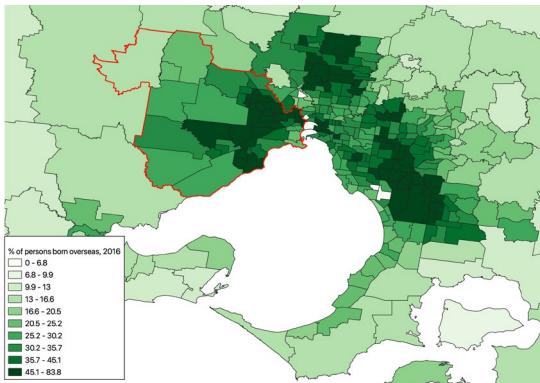 % of persons born overseas, 2016
0 - 6.8
6.8 - 9.9
9.9 - 13
13 - 16.6
16.6 - 20.5
20.5 - 25.2
25.2 - 30.2
30.2 - 35.7
35.7 - 45.1
45.1 - 83.8